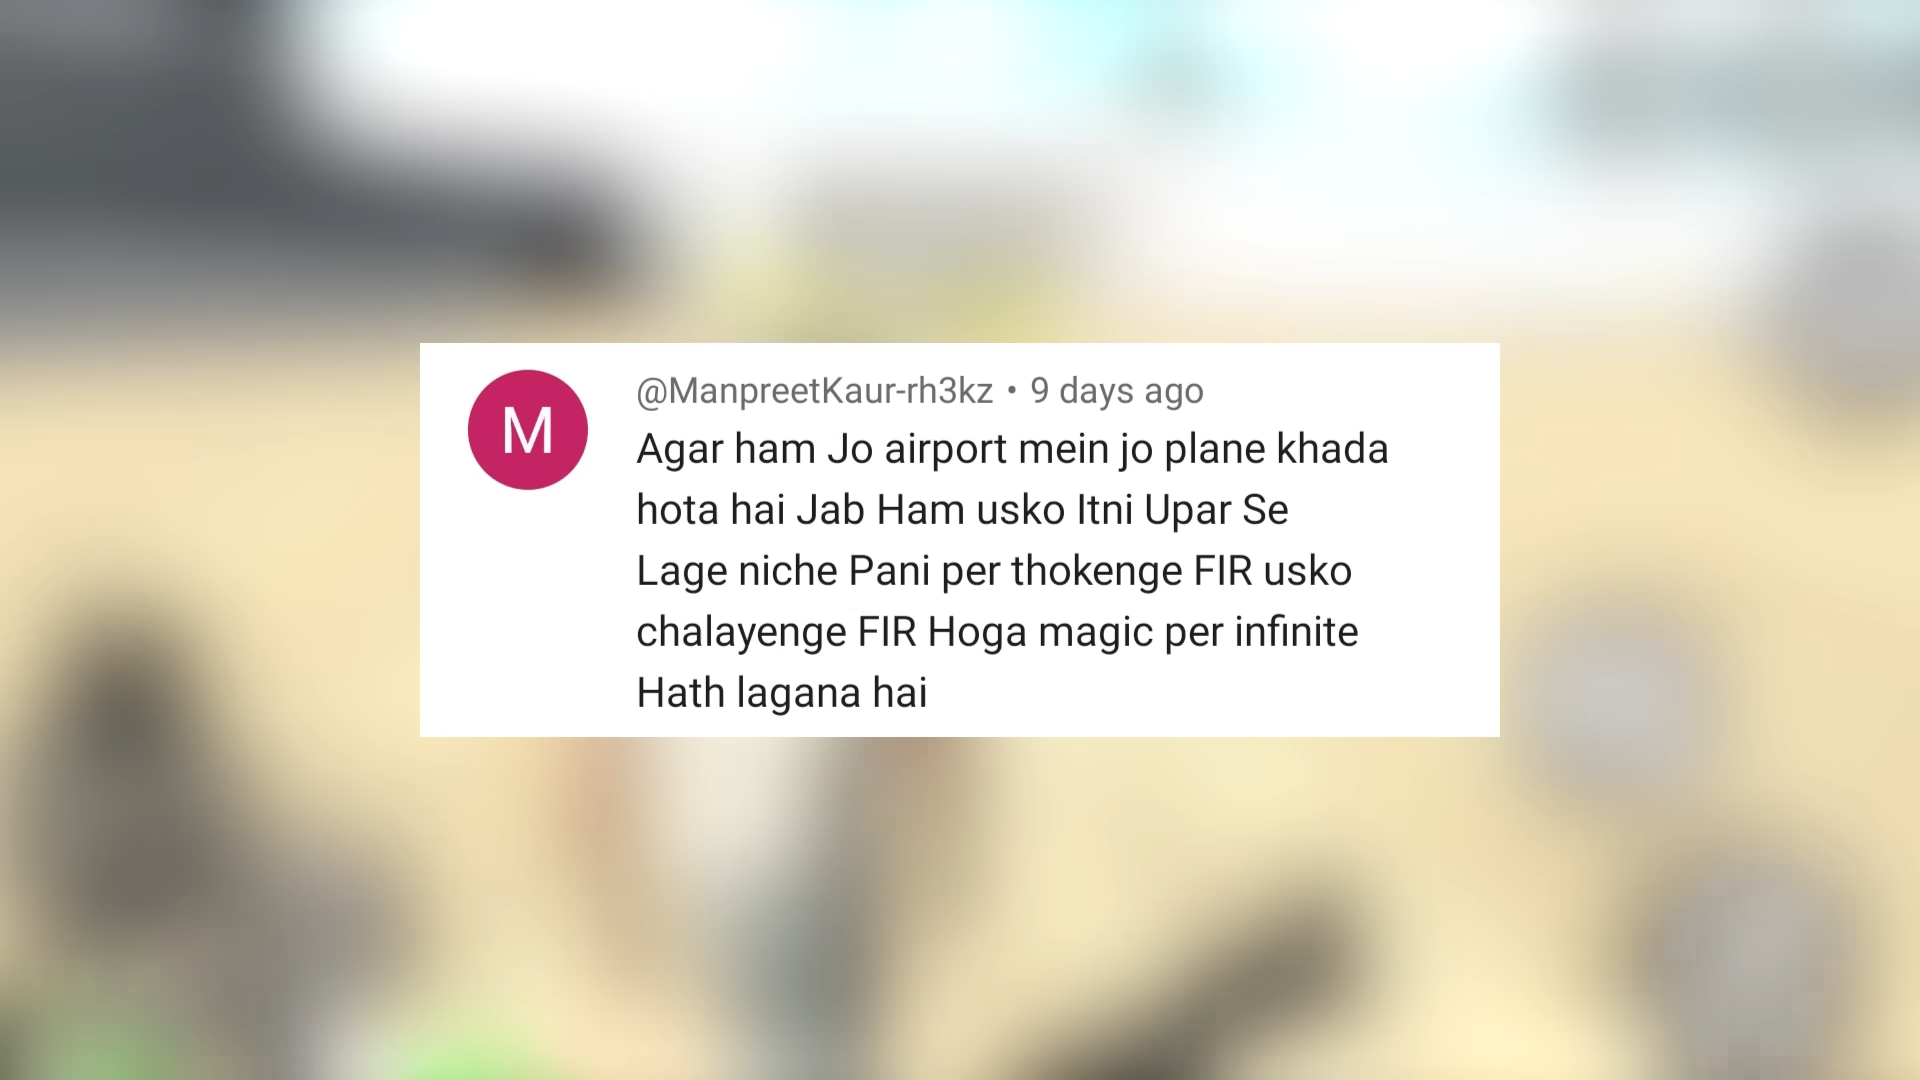 M
@ManpreetKaur-rh3kz • 9 days ago
Agar ham Jo airport mein jo plane khada
hota hai Jab Ham usko Itni Upar Se
Lage niche Pani per thokenge FIR usko
chalayenge FIR Hoga magic per infinite
Hath lagana hai